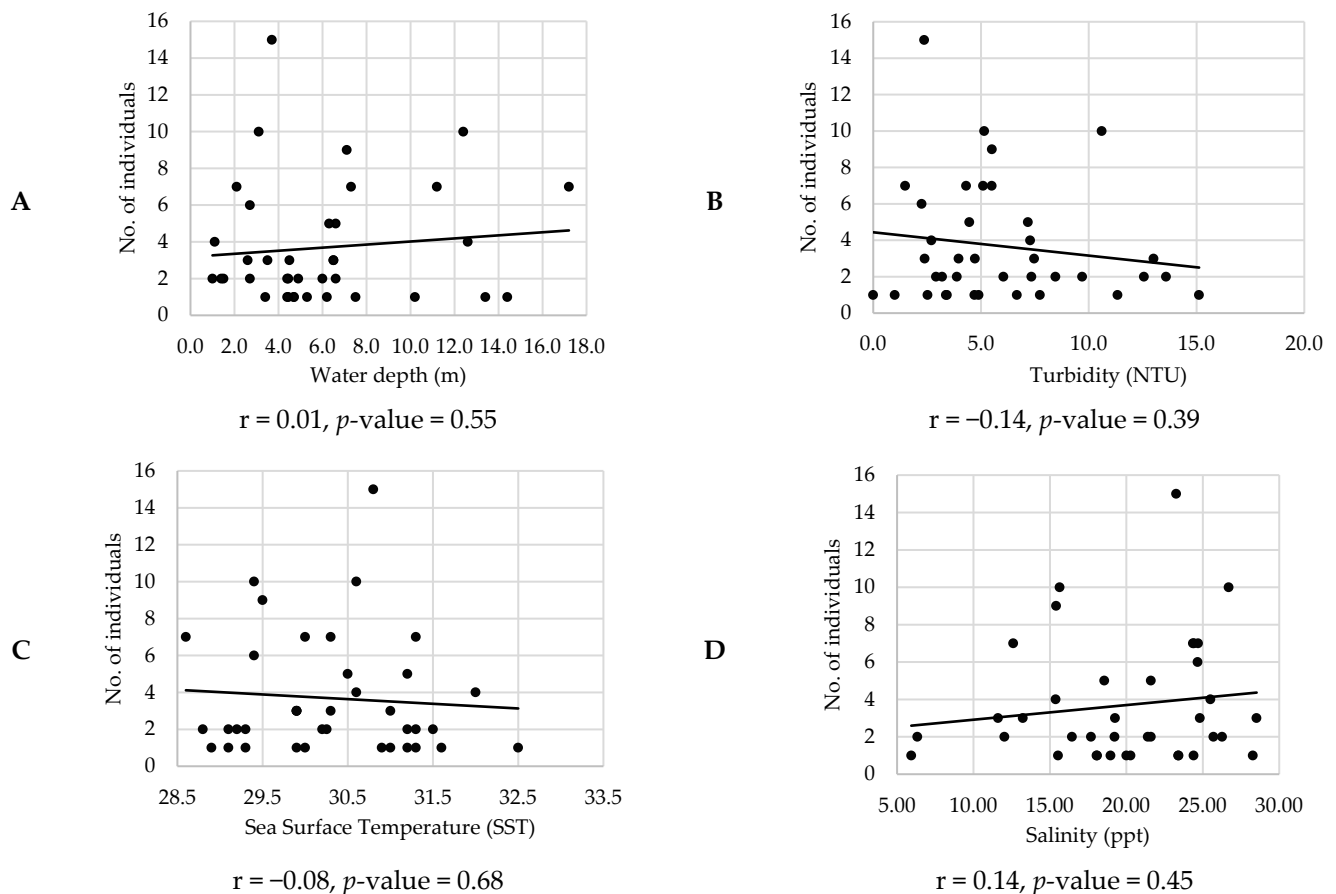 A
No. of individuals
16
14
12
10
8
6
4
2
0
0.0 2.0 4.0 6.0 8.0 10.0 12.0 14.0 16.0 18.0
Water depth (m)
r = 0.01, p-value = 0.55
B
No. of individuals
16
14
12
10
8
6
4
2
0
0.0 5.0 10.0 15.0 20.0
Turbidity (NTU)
r = −0.14, p-value = 0.39
C
No. of individuals
16
14
12
10
8
6
4
2
0
28.5 29.5 30.5 31.5 32.5 33.5
Sea Surface Temperature (SST)
r = −0.08, p-value = 0.68
D
No. of individuals
16
14
12
10
8
6
4
2
0
5.00 10.00 15.00 20.00 25.00 30.00
Salinity (ppt)
r = 0.14, p-value = 0.45